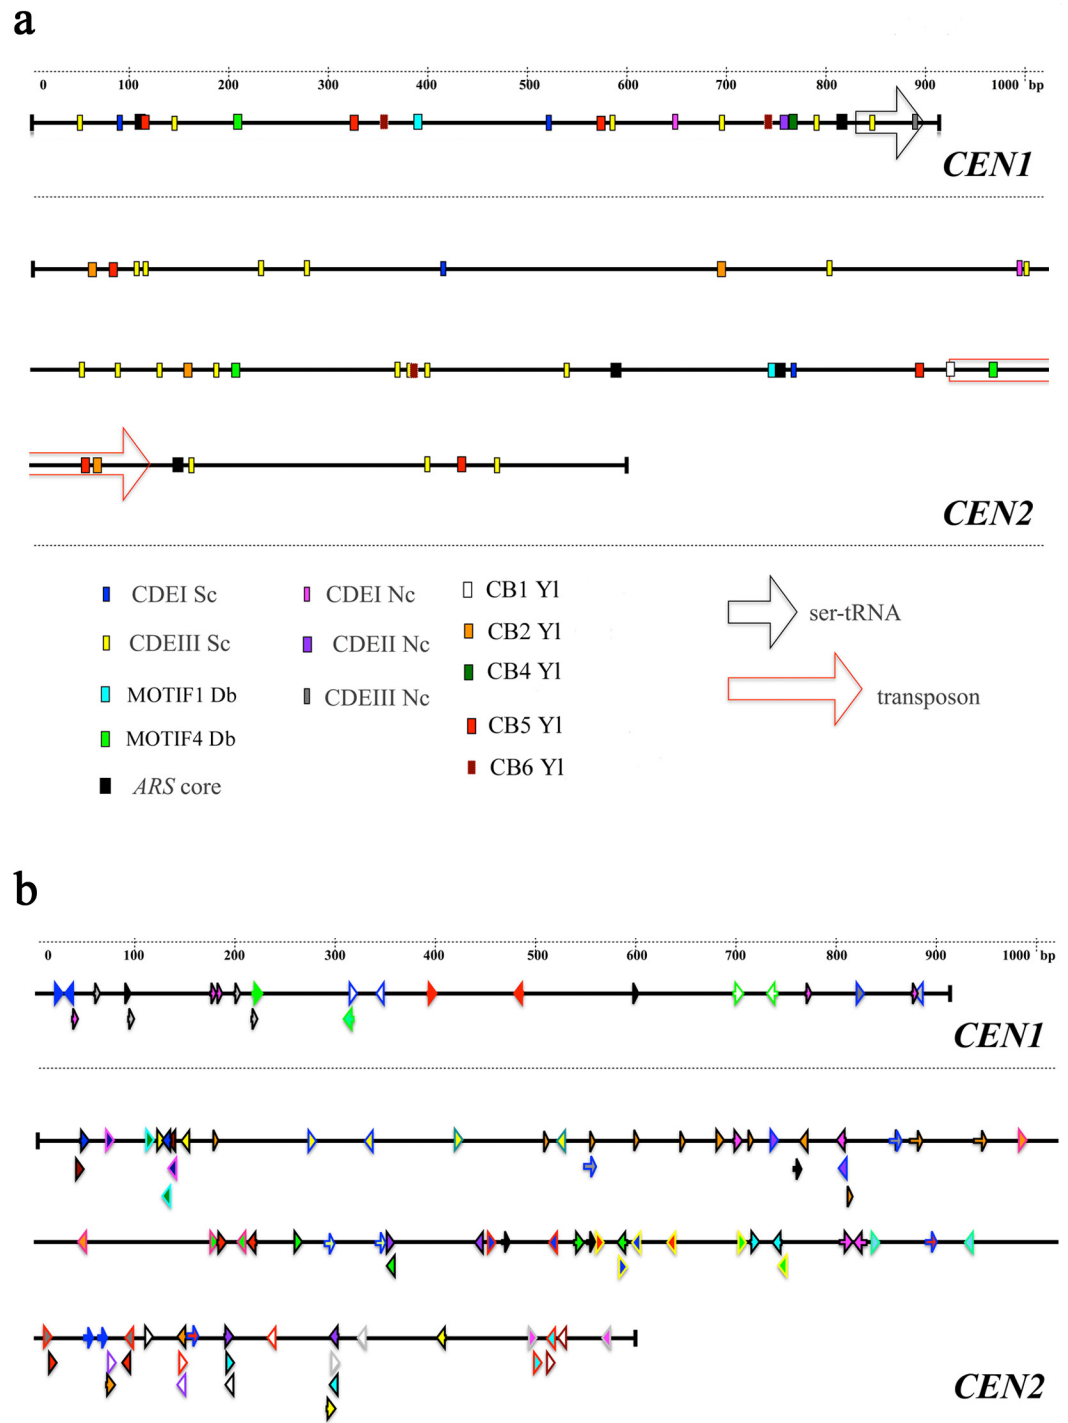 a
0 100 200 300 400 500 600 700 800 900 1000 bp
CEN1
CEN2
CDEI Sc CDEI Nc CB1 Yl
CDEIII Sc CDEII Nc CB2 Yl
MOTIF1 Db CDEIII Nc CB4 Yl
MOTIF4 Db CB5 Yl
ARS core CB6 Yl
ser-tRNA
transposon
b
0 100 200 300 400 500 600 700 800 900 1000 bp
CEN1
CEN2